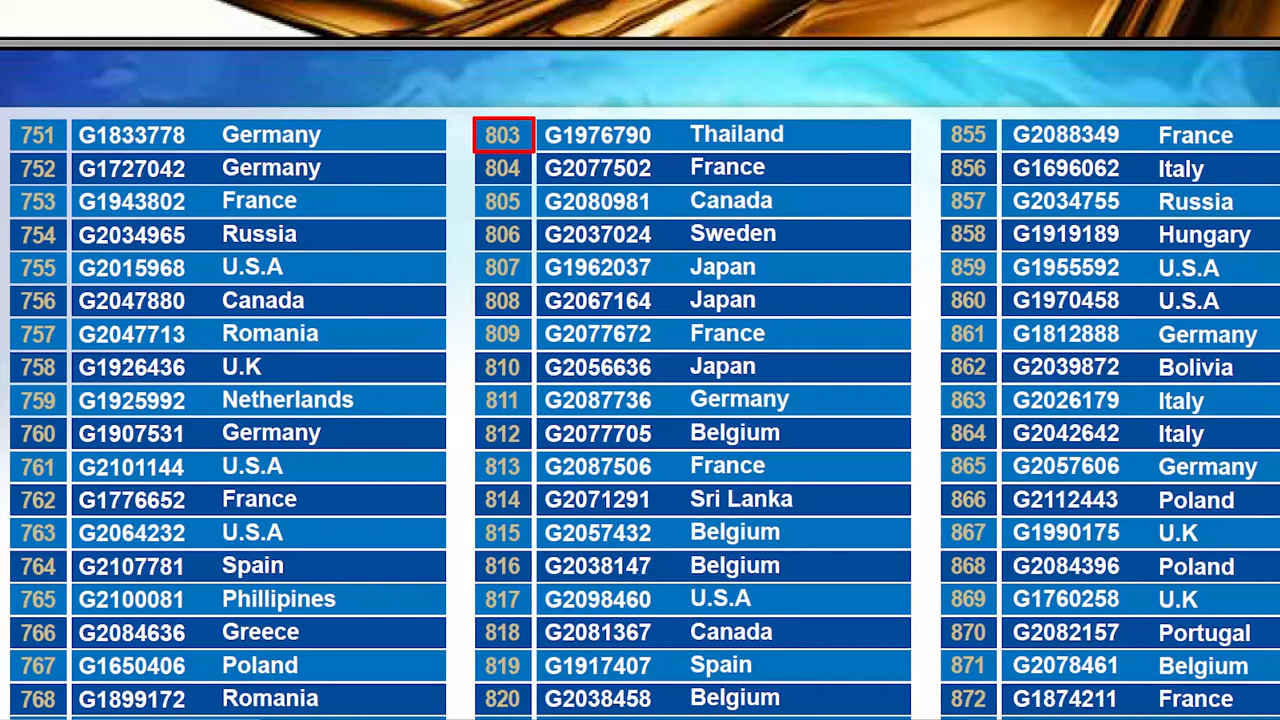 751 G1833778 Germany
752 G1727042 Germany
753 G1943802 France
754 G2034965 Russia
755 G2015968 U.S.A
756 G2047880 Canada
757 G2047713 Romania
758 G1926436 U.K
759 G1925992 Netherlands
760 G1907531 Germany
761 G2101144 U.S.A
762 G1776652 France
763 G2064232 U.S.A
764 G2107781 Spain
765 G2100081 Phillipines
766 G2084636 Greece
767 G1650406 Poland
768 G1899172 Romania
803 G1976790 Thailand
804 G2077502 France
805 G2080981 Canada
806 G2037024 Sweden
807 G1962037 Japan
808 G2067164 Japan
809 G2077672 France
810 G2056636 Japan
811 G2087736 Germany
812 G2077705 Belgium
813 G2087506 France
814 G2071291 Sri Lanka
815 G2057432 Belgium
816 G2038147 Belgium
817 G2098460 U.S.A
818 G2081367 Canada
819 G1917407 Spain
820 G2038458 Belgium
855 G2088349 France
856 G1696062 Italy
857 G2034755 Russia
858 G1919189 Hungary
859 G1955592 U.S.A
860 G1970458 U.S.A
861 G1812888 Germany
862 G2039872 Bolivia
863 G2026179 Italy
864 G2042642 Italy
865 G2057606 Germany
866 G2112443 Poland
867 G1990175 U.K
868 G2084396 Poland
869 G1760258 U.K
870 G2082157 Portugal
871 G2078461 Belgium
872 G1874211 France